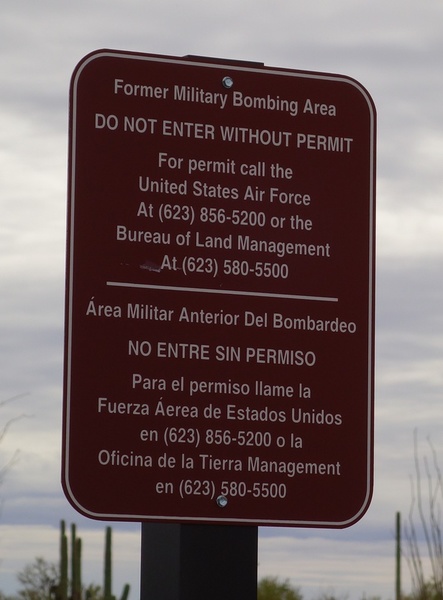 Former Military Bombing Area
DO NOT ENTER WITHOUT PERMIT
For permit call the
United States Air Force
At (623) 856-5200 or the
Bureau of Land Management
At (623) 580-5500
Área Militar Anterior Del Bombardeo
NO ENTRE SIN PERMISO
Para el permiso llame la
Fuerza Áerea de Estados Unidos
en (623) 856-5200 o la
Oficina de la Tierra Management
en (623) 580-5500